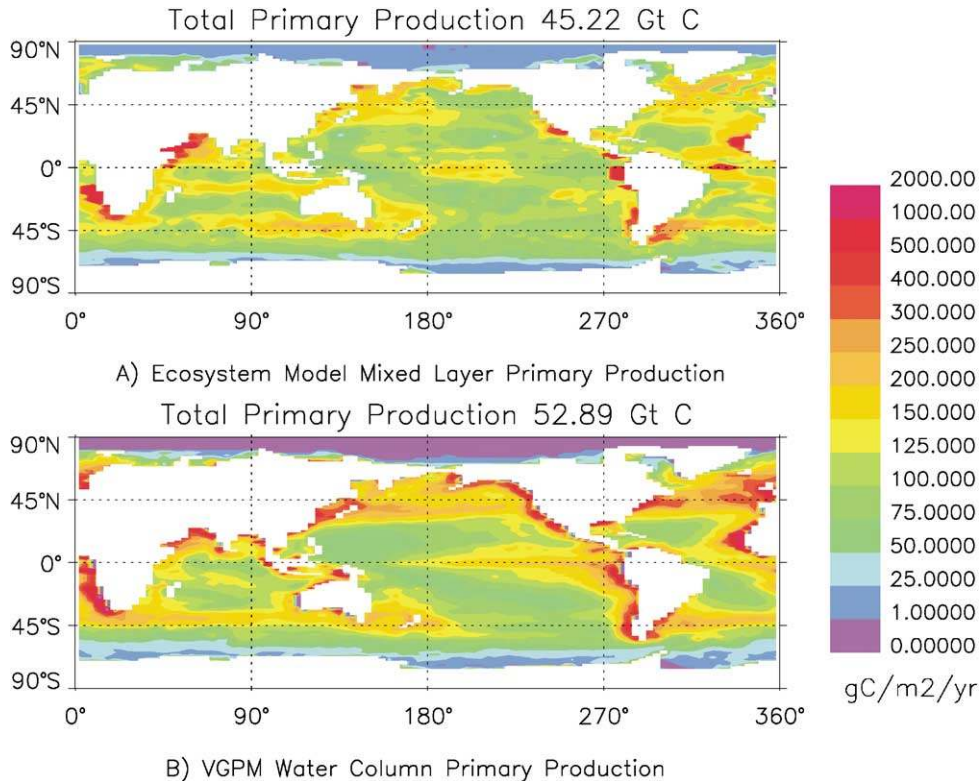 Total Primary Production 45.22 Gt C
90°N
45°N
0°
45°S
90°S
0° 90° 180° 270° 360°
A) Ecosystem Model Mixed Layer Primary Production
Total Primary Production 52.89 Gt C
90°N
45°N
0°
45°S
90°S
0° 90° 180° 270° 360°
B) VGPM Water Column Primary Production
2000.00
1000.00
500.000
400.000
300.000
250.000
200.000
150.000
125.000
100.000
75.0000
50.0000
25.0000
1.00000
0.00000
gC/m2/yr